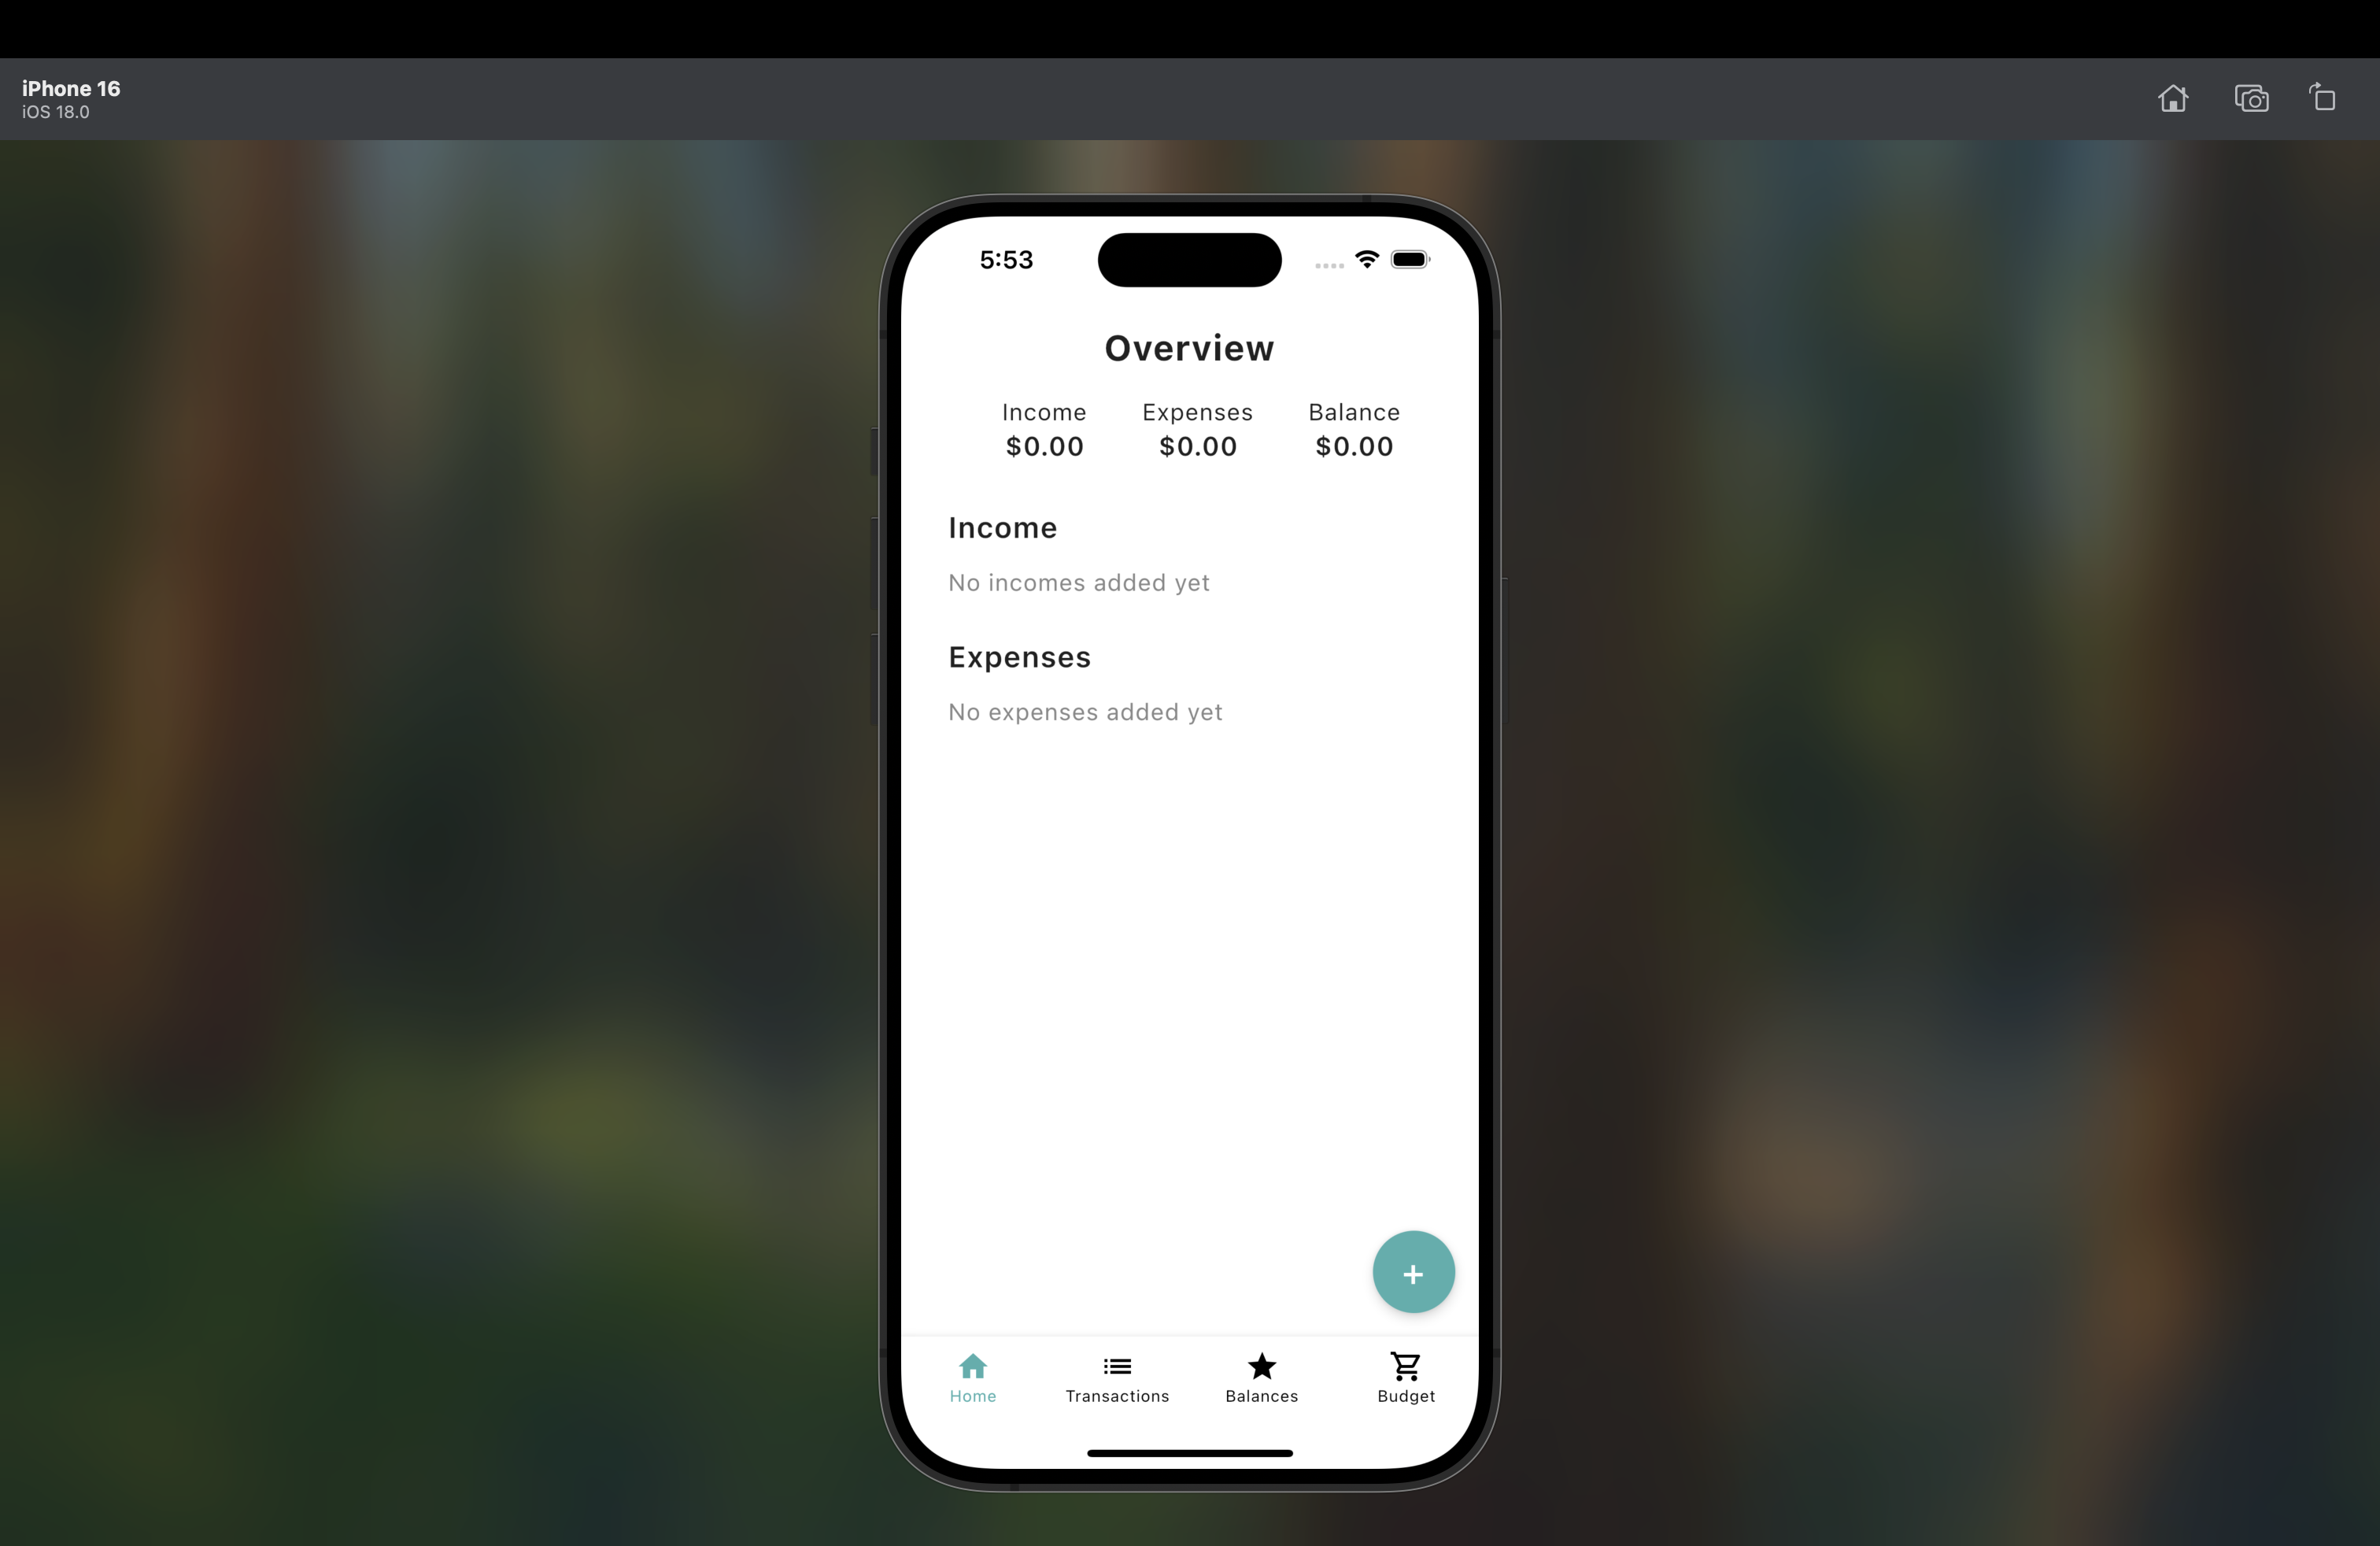 iPhone 16
iOS 18.0
5:53
Overview
Income Expenses Balance
$0.00 $0.00 $0.00
Income
No incomes added yet
Expenses
No expenses added yet
+
Home Transactions Balances Budget